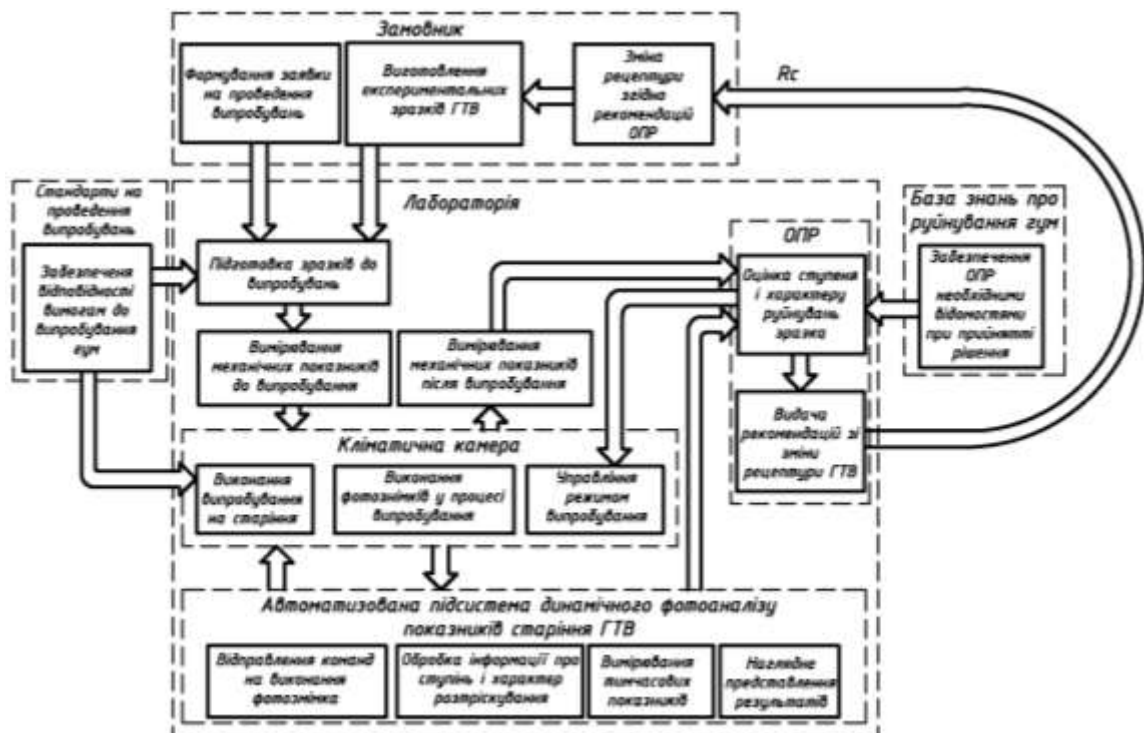 Замовник
Формування заявки
на проведення
випробувань
Виготовлення
експериментальних
зразків ГТВ
Зміна
рецептури
згідна
рекомендацій
ОПР
Rc
Стандарти на
проведення
випробувань
Забезпеченя
відповідності
вимогам до
випробування
гум
Лабораторія
Підготовка зразків до
випробувань
Вимірювання
механічних показників
до випробування
Вимірювання
механічних показників
після випробування
ОПР
Оцінка ступеня
і характеру
руйнувань
зразка
Видача
рекомендацій зі
зміни
рецептури ГТВ
База знань про
руйнування гум
Забезпечення
ОПР
необхідними
відомостями
при прийнятті
рішення
Кліматична камера
Виконання
випробування
на старіння
Виконання
фотознімків у процесі
випробування
Управління
режимом
випробування
Автоматизована підсистема динамічного фотоаналізу
показників старіння ГТВ
Відправлення команд
на виконання
фотозмінка
Обробка інформації про
ступінь і характер
розтріскування
Вимірювання
тимчасових
показників
Наглядне
представлення
результатів